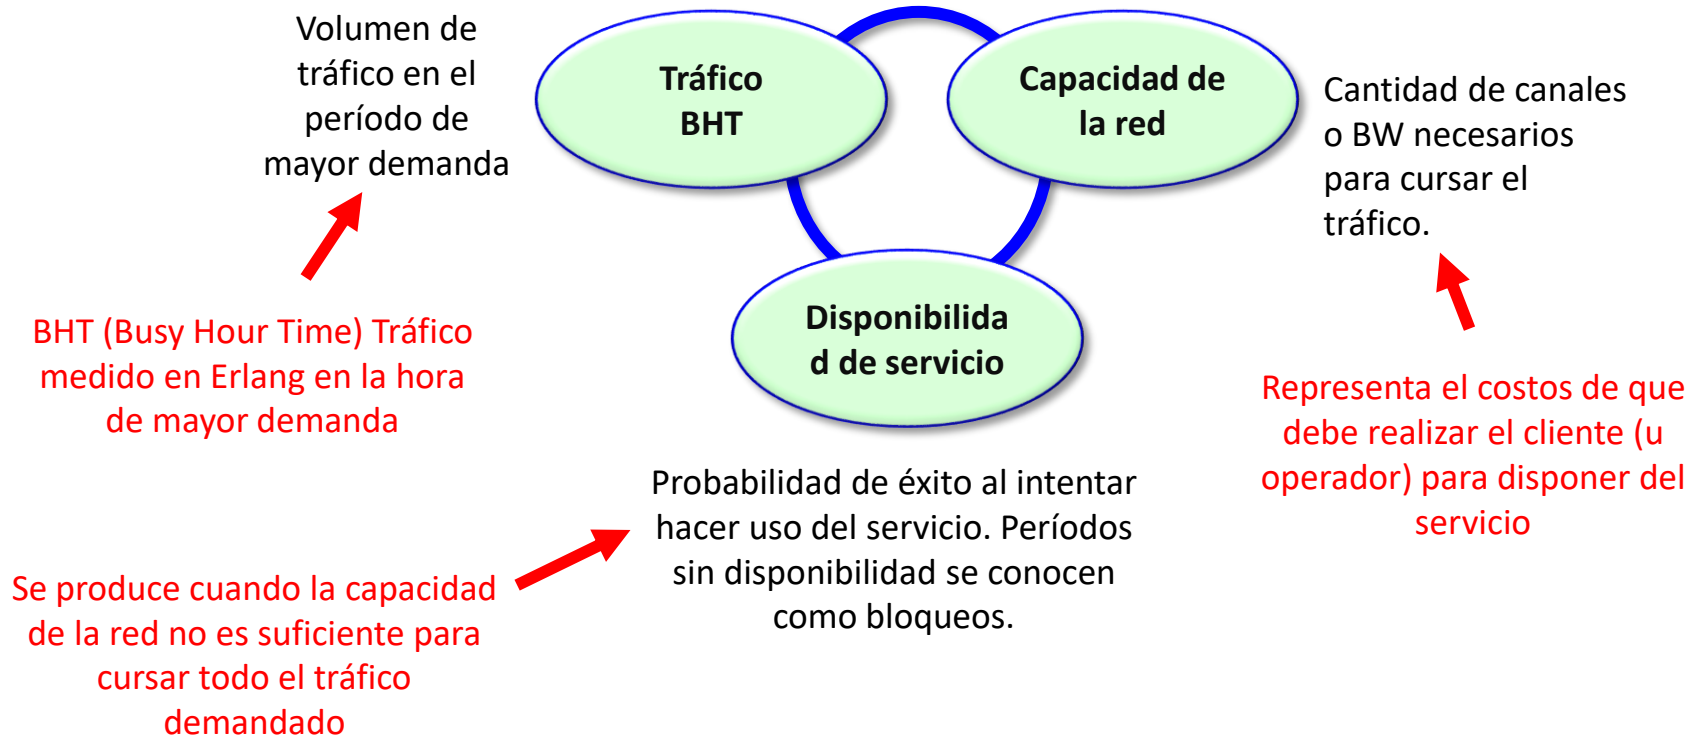 Volumen de
tráfico en el
período de
mayor demanda
Tráfico
BHT
Capacidad de
la red
Cantidad de canales
o BW necesarios
para cursar el
tráfico.
BHT (Busy Hour Time) Tráfico
medido en Erlang en la hora
de mayor demanda
Disponibilida
d de servicio
Representa el costos de que
debe realizar el cliente (u
operador) para disponer del
servicio
Probabilidad de éxito al intentar
hacer uso del servicio. Períodos
sin disponibilidad se conocen
como bloqueos.
Se produce cuando la capacidad
de la red no es suficiente para
cursar todo el tráfico
demandado